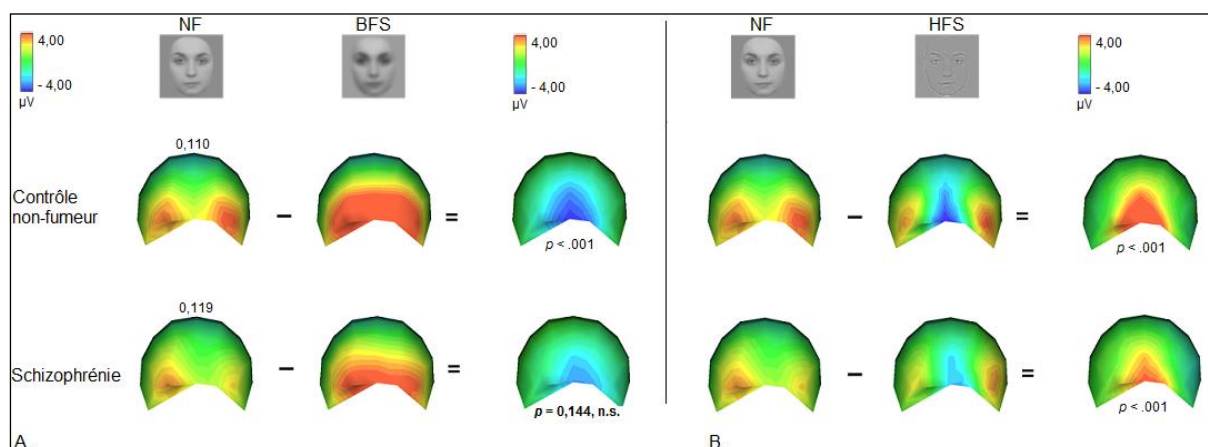 NF BFS
4,00
- 4,00
µV
4,00
- 4,00
µV
0,110
Contrôle
non-fumeur
– =
p < .001
0,119
Schizophrénie
– =
p = 0,144, n.s.
A
NF HFS
4,00
- 4,00
µV
– =
p < .001
– =
p < .001
B